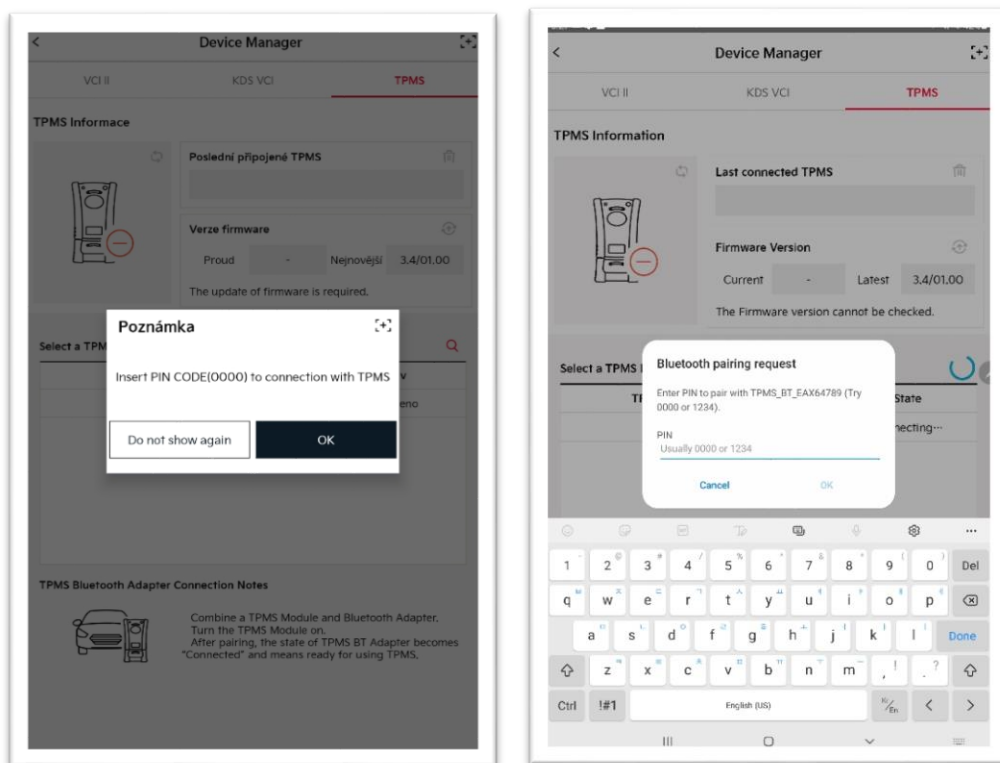 Device Manager
VCI II
KDS VCI
TPMS
TPMS Informace
Poslední připojené TPMS
Verze firmware
Proud
-
Nejnovější
3.4/01.00
The update of firmware is required.
Select a TPM
Poznámka
Insert PIN CODE(0000) to connection with TPMS
Do not show again
OK
TPMS Bluetooth Adapter Connection Notes
Combine a TPMS Module and Bluetooth Adapter.
Turn the TPMS Module on.
After pairing, the state of TPMS BT Adapter becomes
"Connected" and means ready for using TPMS.
Device Manager
VCI II
KDS VCI
TPMS
TPMS Information
Last connected TPMS
Firmware Version
Current
-
Latest
3.4/01.00
The Firmware version cannot be checked.
Select a TPMS
State
necting…
Bluetooth pairing request
Enter PIN to pair with TPMS_BT_EAX64789 (Try
0000 or 1234).
PIN
Usually 0000 or 1234
Cancel
OK
1 2 3 4 5 6 7 8 9 0 Del
q w e r t y u i o p
a s d f g h j k l Done
z x c v b n m , ! . ?
Ctrl !#1 English (US) < >